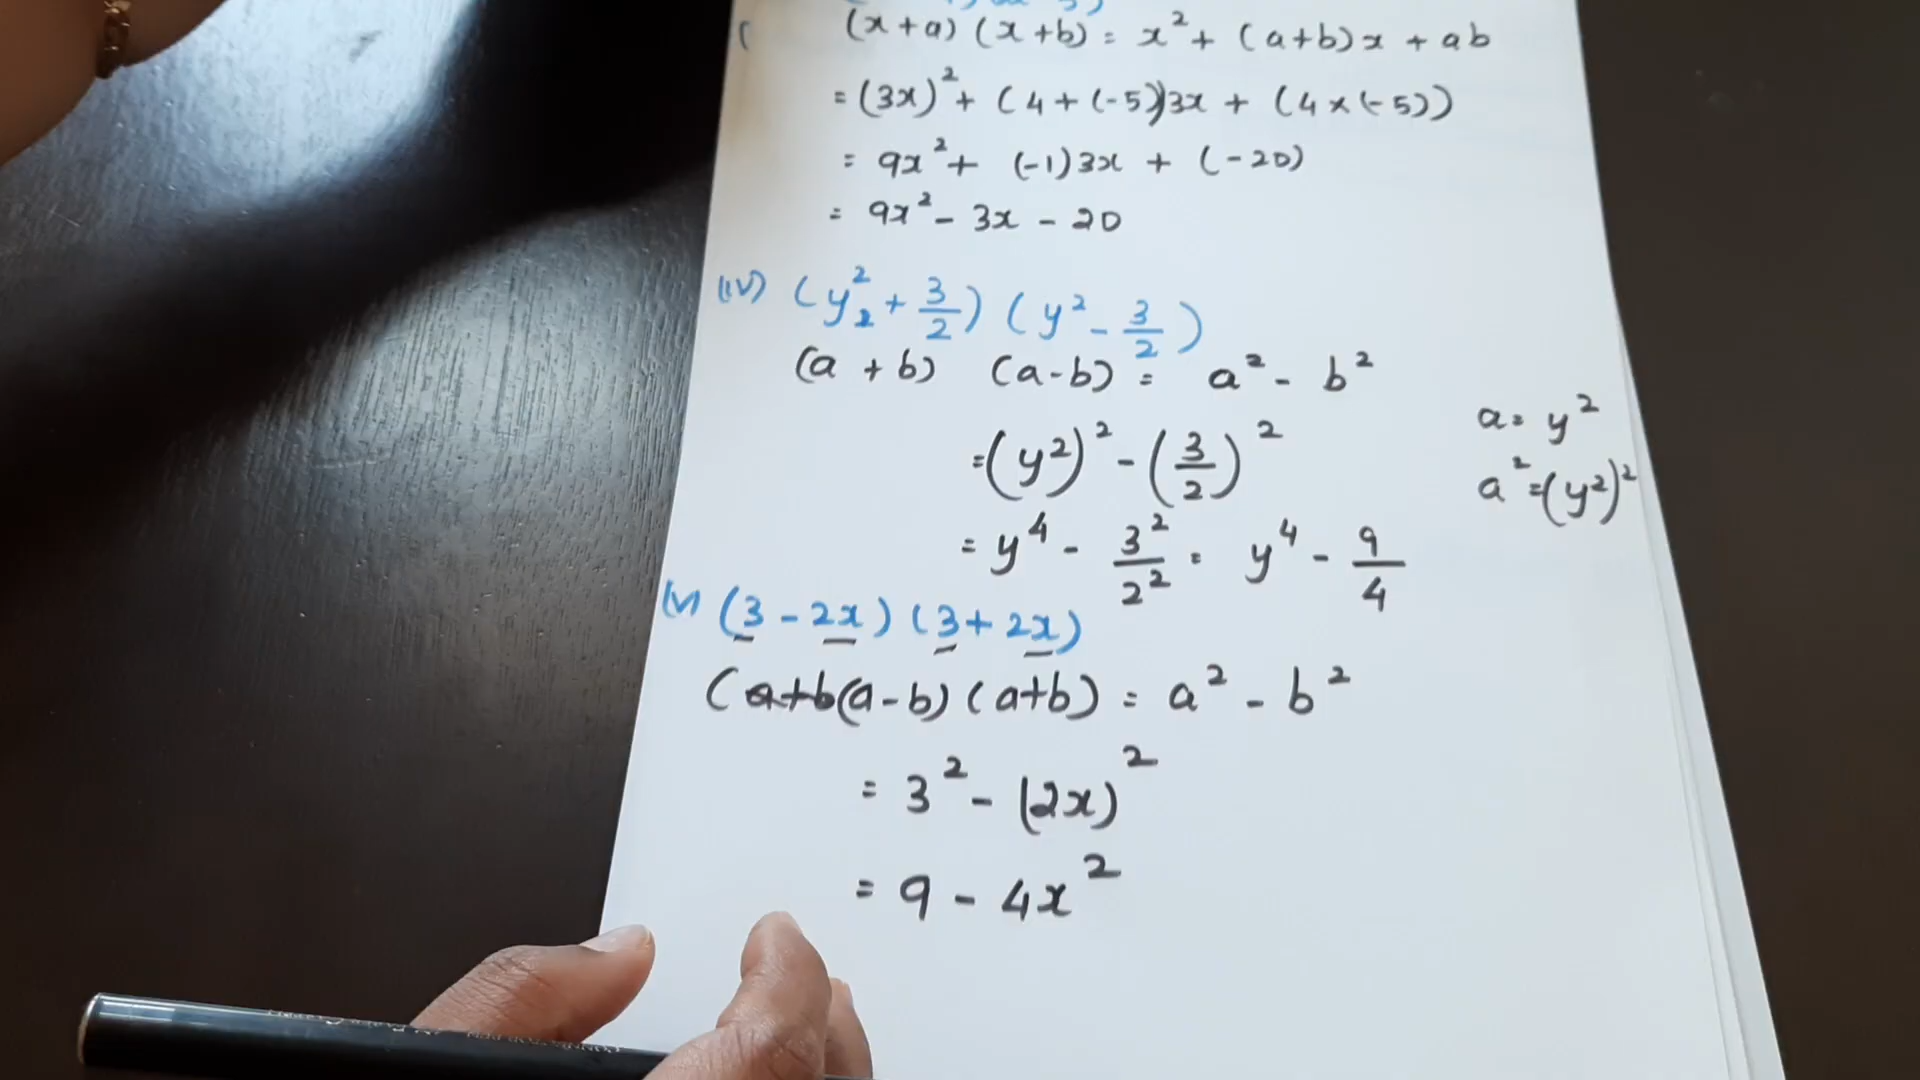 (x+a) (x+b) = x² + (a+b)x + ab
= (3x)² + (4+(-5))3x + (4×(-5))
= 9x² + (-1)3x + (-20)
= 9x² - 3x - 20
(iv) (y²₂ + 3/2) (y² - 3/2)
(a + b) (a-b) = a² - b²
= (y²)² - (3/2)²
a = y²
a² = (y²)²
= y⁴ - 3²/2² = y⁴ - 9/4
(v) (3 - 2x) (3 + 2x)
(a+b(a-b) (a+b) = a² - b²
= 3² - (2x)²
= 9 - 4x²